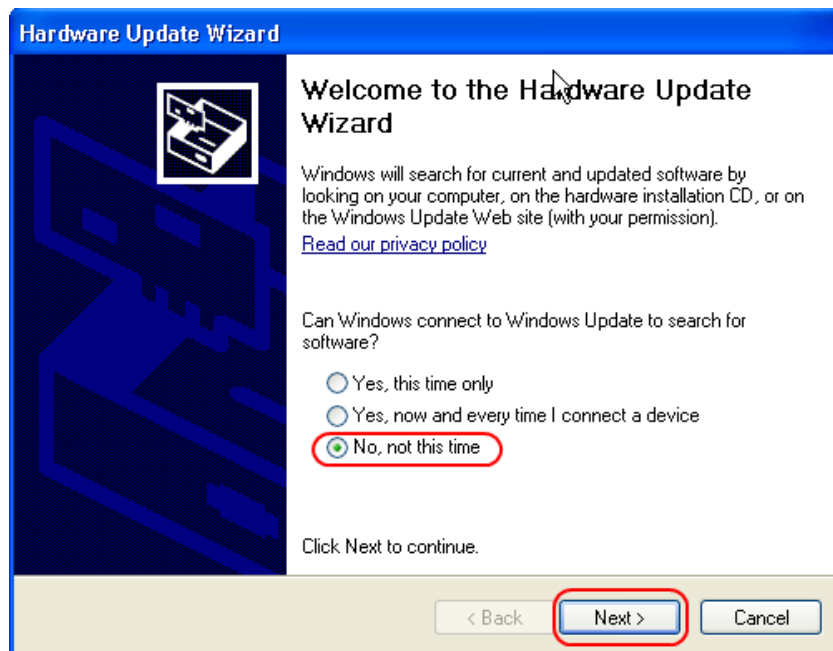 Hardware Update Wizard
Welcome to the Hardware Update
Wizard
Windows will search for current and updated software by
looking on your computer, on the hardware installation CD, or on
the Windows Update Web site (with your permission).
Read our privacy policy
Can Windows connect to Windows Update to search for
software?
Yes, this time only
Yes, now and every time I connect a device
No, not this time
Click Next to continue.
< Back Next > Cancel